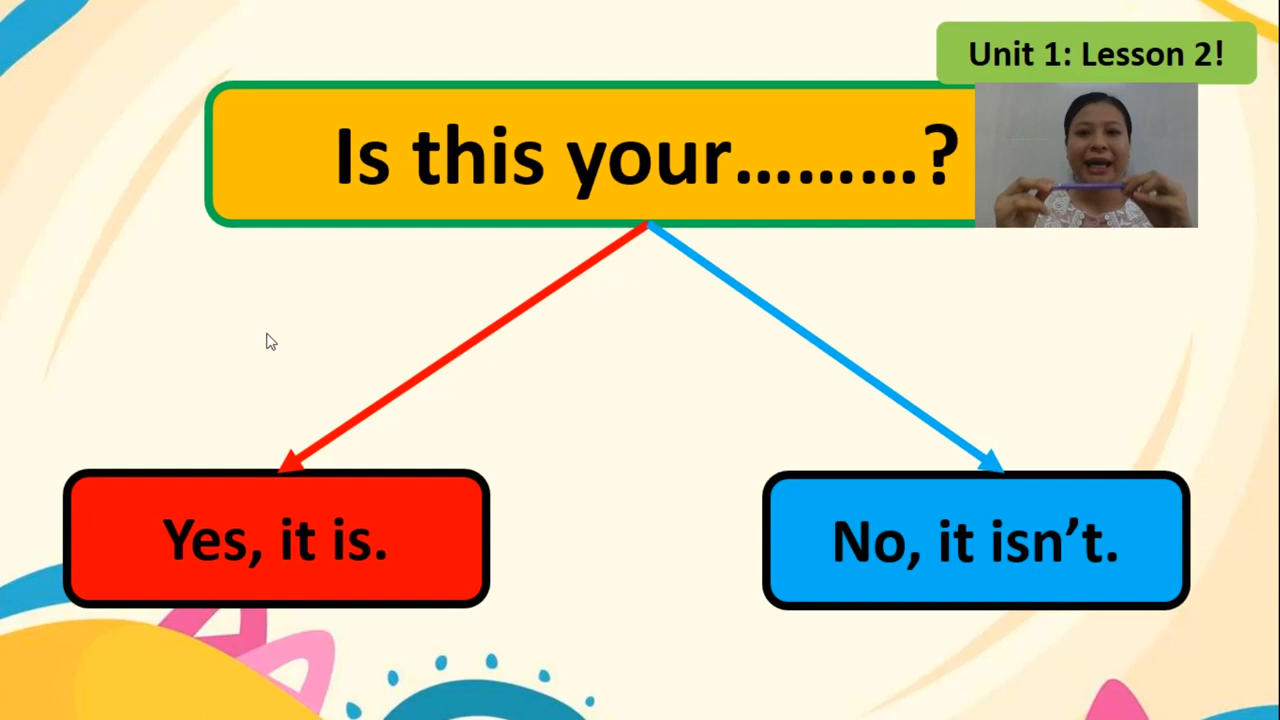 Unit 1: Lesson 2!
Is this your………?
Yes, it is.
No, it isn’t.